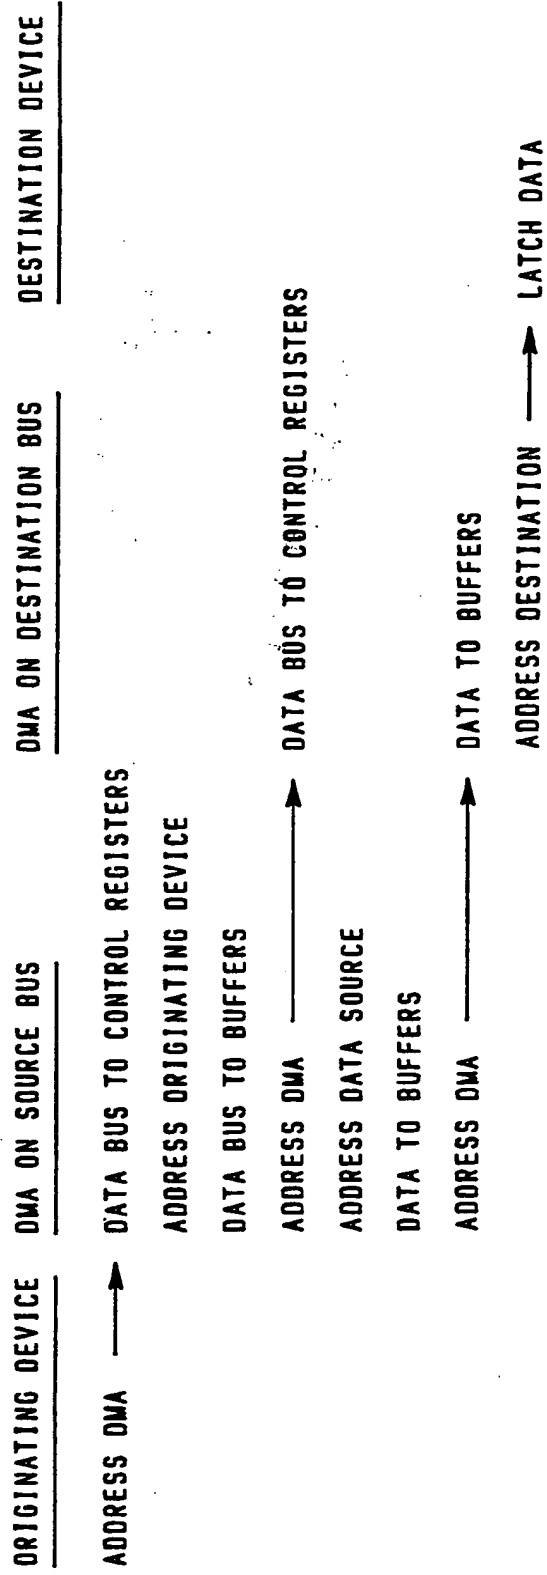 ORIGINATING DEVICE DMA ON SOURCE BUS DMA ON DESTINATION BUS DESTINATION DEVICE
ADDRESS DMA DATA BUS TO CONTROL REGISTERS
ADDRESS ORIGINATING DEVICE
DATA BUS TO BUFFERS
ADDRESS DMA DATA BUS TO CONTROL REGISTERS
ADDRESS DATA SOURCE
DATA TO BUFFERS
ADDRESS DMA DATA TO BUFFERS
ADDRESS DESTINATION LATCH DATA